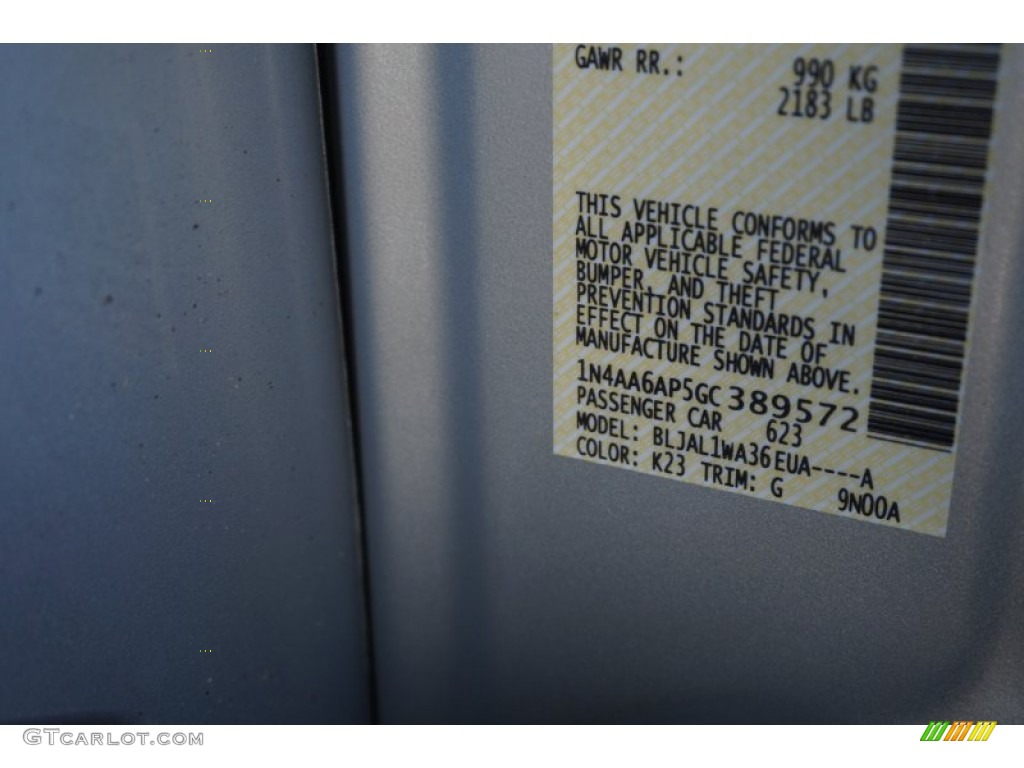 GAWR RR.: 990 KG
2183 LB
THIS VEHICLE CONFORMS TO
ALL APPLICABLE FEDERAL
MOTOR VEHICLE SAFETY,
BUMPER, AND THEFT
PREVENTION STANDARDS IN
EFFECT ON THE DATE OF
MANUFACTURE SHOWN ABOVE.
1N4AA6AP5GC389572
PASSENGER CAR 623
MODEL: BLJAL1WA36EUA----A
COLOR: K23 TRIM: G 9N00A
GTCARLOT.COM